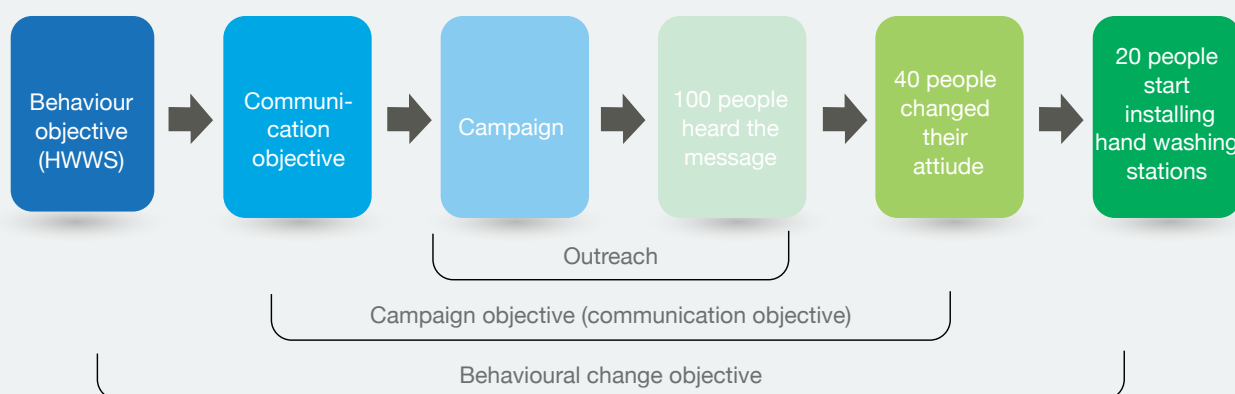 Behaviour
objective
(HWWS)
Communi-
cation
objective
Campaign
100 people
heard the
message
40 people
changed
their
attiude
20 people
start
installing
hand washing
stations
Outreach
Campaign objective (communication objective)
Behavioural change objective